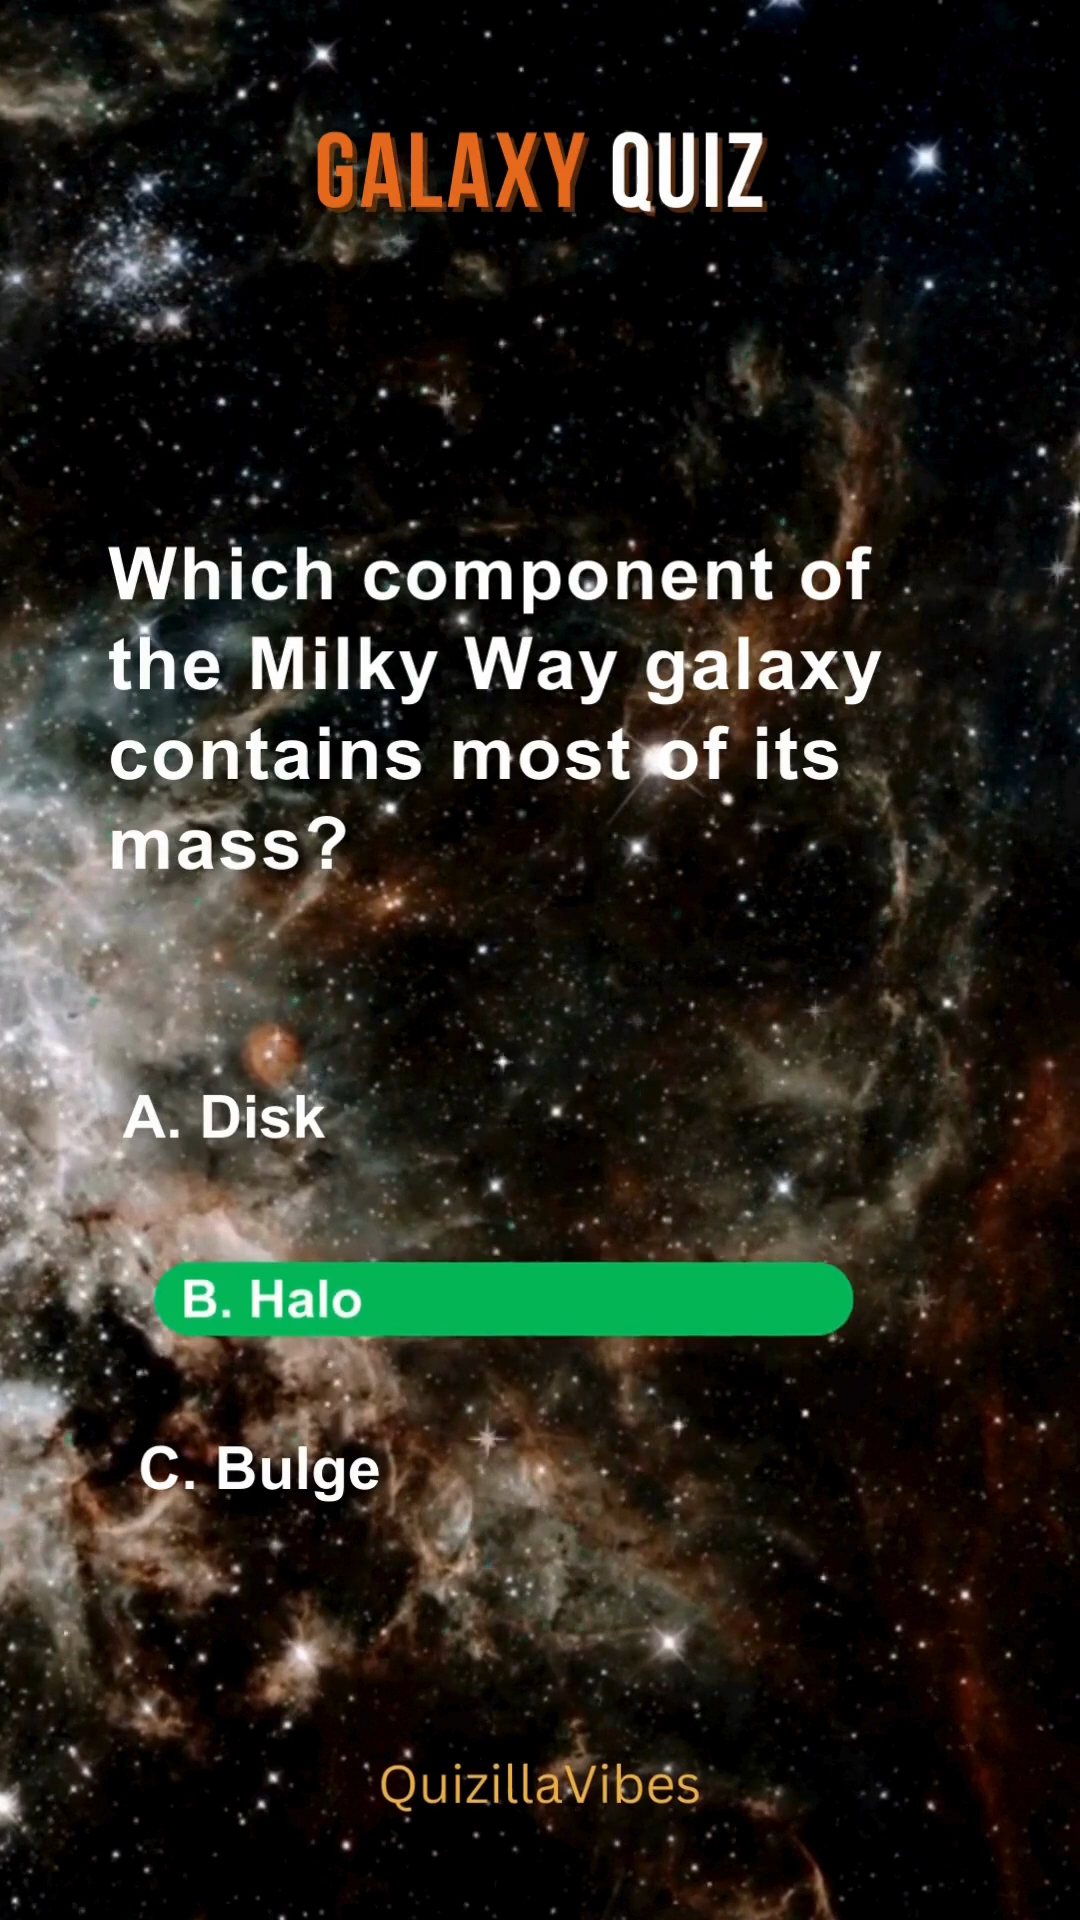 GALAXY QUIZ
Which component of
the Milky Way galaxy
contains most of its
mass?
A. Disk
B. Halo
C. Bulge
QuizillaVibes